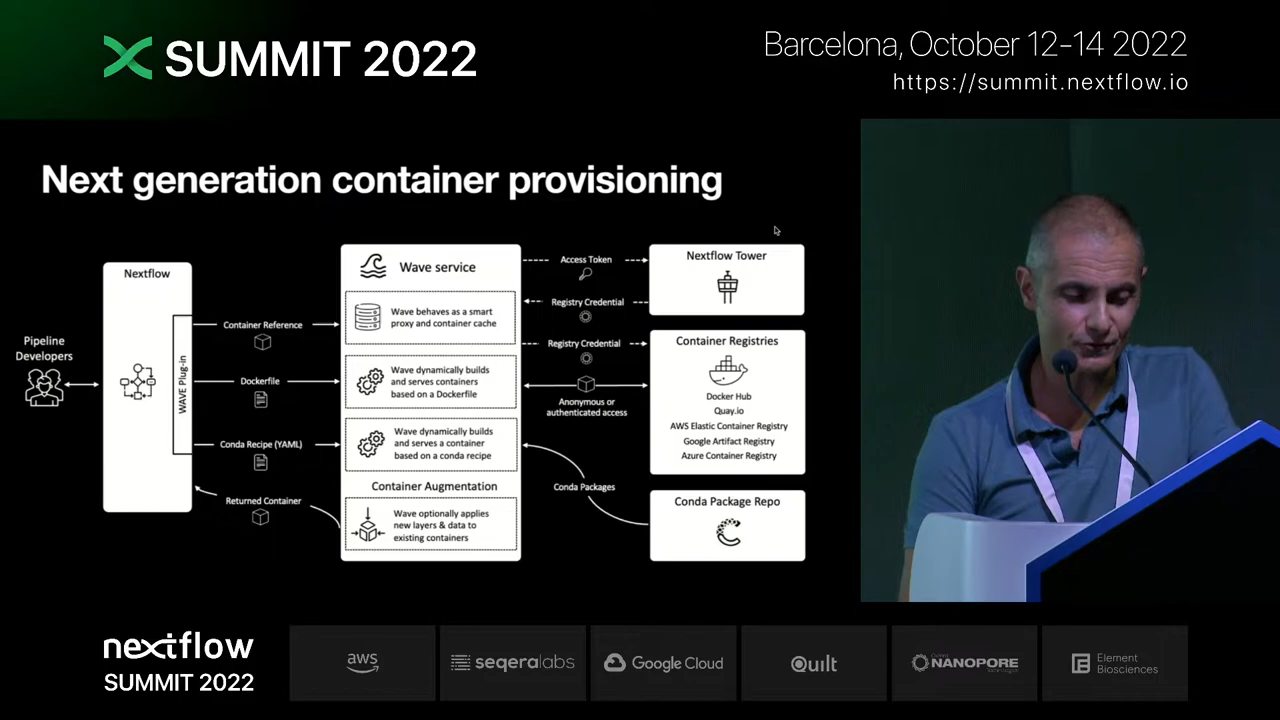 SUMMIT 2022
Barcelona, October 12-14 2022
https://summit.nextflow.io
Next generation container provisioning
Pipeline
Developers
Nextflow
WAVE Plug-in
Container Reference
Dockerfile
Conda Recipe (YAML)
Returned Container
Wave service
Wave behaves as a smart
proxy and container cache
Wave dynamically builds
and serves containers
based on a Dockerfile
Wave dynamically builds
and serves a container
based on a conda recipe
Container Augmentation
Wave optionally applies
new layers & data to
existing containers
Access Token
Registry Credential
Registry Credential
Anonymous or
authenticated access
Conda Packages
Nextflow Tower
Container Registries
Docker Hub
Quay.io
AWS Elastic Container Registry
Google Artifact Registry
Azure Container Registry
Conda Package Repo
nextflow
SUMMIT 2022
aws
seqeralabs
Google Cloud
Quilt
NANOPORE
Element
Biosciences